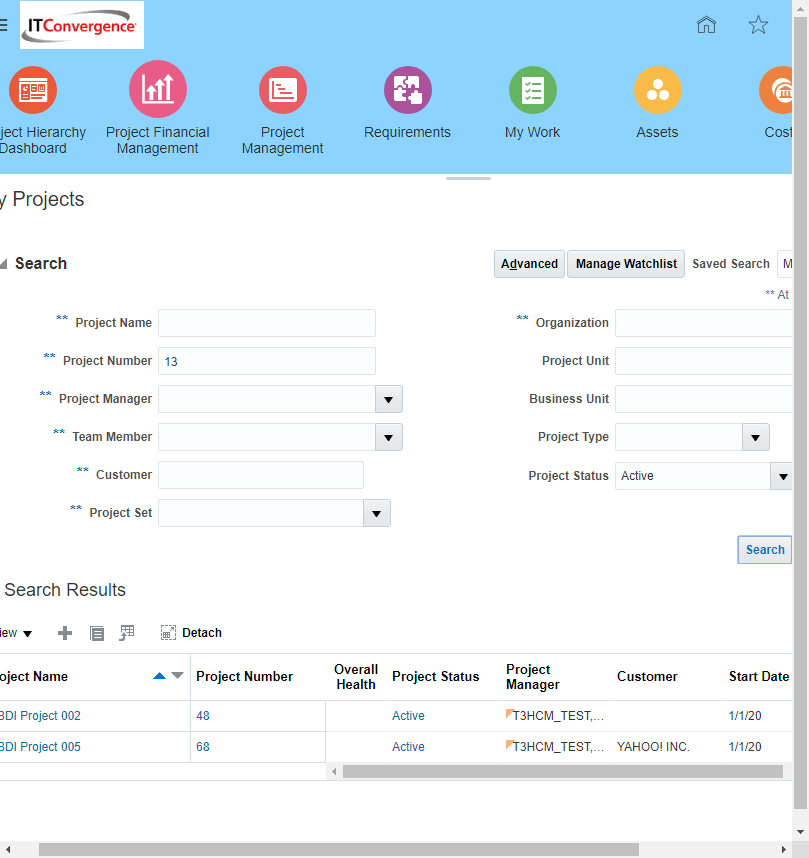 ITConvergence
ject Hierarchy Dashboard
Project Financial Management
Project Management
Requirements
My Work
Assets
Cost
y Projects
Search
Advanced
Manage Watchlist
Saved Search
M
** At
** Project Name
** Organization
** Project Number 13
Project Unit
** Project Manager
Business Unit
** Team Member
Project Type
** Customer
Project Status Active
** Project Set
Search
Search Results
iew
Detach
oject Name
Project Number
Overall Health
Project Status
Project Manager
Customer
Start Date
BDI Project 002 48 Active T3HCM_TEST,... 1/1/20
BDI Project 005 68 Active T3HCM_TEST,... YAHOO! INC. 1/1/20